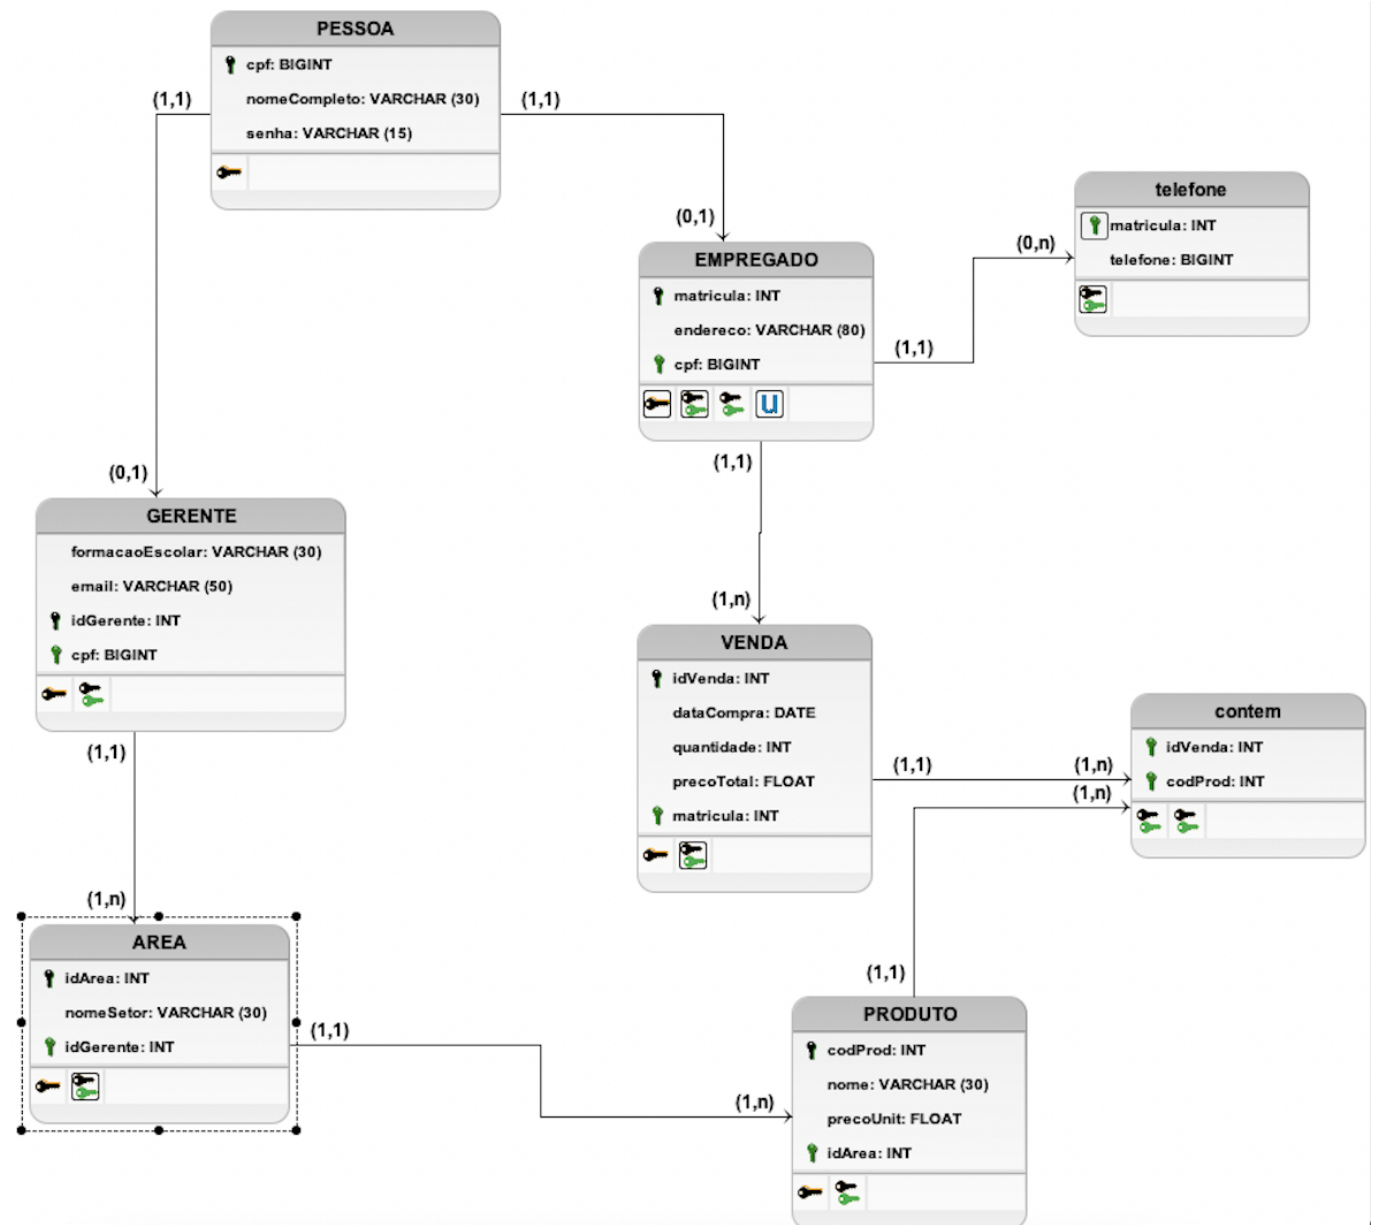 PESSOA
cpf: BIGINT
nomeCompleto: VARCHAR (30)
senha: VARCHAR (15)
(1,1)
(1,1)
(0,1)
(0,1)
telefone
matricula: INT
telefone: BIGINT
(0,n)
EMPREGADO
matricula: INT
endereco: VARCHAR (80)
cpf: BIGINT
U
(1,1)
(1,1)
(1,n)
GERENTE
formacaoEscolar: VARCHAR (30)
email: VARCHAR (50)
idGerente: INT
cpf: BIGINT
(1,1)
(1,n)
VENDA
idVenda: INT
dataCompra: DATE
quantidade: INT
precoTotal: FLOAT
matricula: INT
(1,1)
(1,n)
(1,n)
contem
idVenda: INT
codProd: INT
AREA
idArea: INT
nomeSetor: VARCHAR (30)
idGerente: INT
(1,1)
(1,n)
(1,1)
PRODUTO
codProd: INT
nome: VARCHAR (30)
precoUnit: FLOAT
idArea: INT